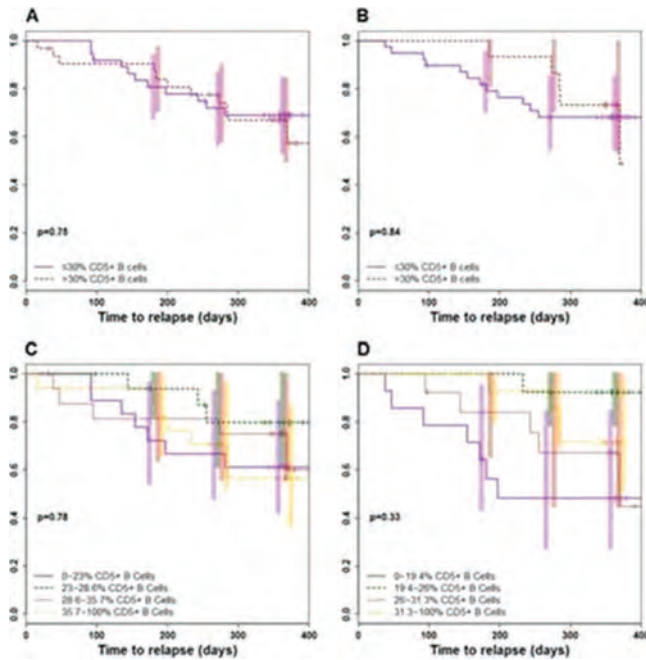 A
1.0
0.8
0.6
0.4
0.2
0.0
p=0.75
≤30% CD5+ B cells
>30% CD5+ B cells
0 100 200 300 400
Time to relapse (days)
B
1.0
0.8
0.6
0.4
0.2
0.0
p=0.84
≤30% CD5+ B cells
>30% CD5+ B cells
0 100 200 300 400
Time to relapse (days)
C
1.0
0.8
0.6
0.4
0.2
0.0
p=0.78
0-23% CD5+ B Cells
23-28.6% CD5+ B Cells
28.6-35.7% CD5+ B Cells
35.7-100% CD5+ B Cells
0 100 200 300 400
Time to relapse (days)
D
1.0
0.8
0.6
0.4
0.2
0.0
p=0.33
0-19.4% CD5+ B Cells
19.4-26% CD5+ B Cells
26-31.3% CD5+ B Cells
31.3-100% CD5+ B Cells
0 100 200 300 400
Time to relapse (days)